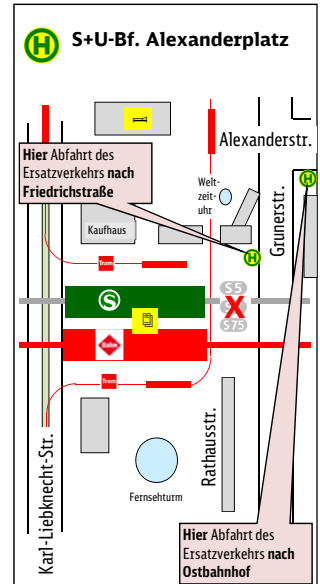 H
S+U-Bf. Alexanderplatz
Alexanderstr.
Hier Abfahrt des
Ersatzverkehrs nach
Friedrichstraße
Welt-
zeit-
uhr
H
Kaufhaus
Grunerstr.
H
Tram
S
S5
X
S75
Bahn
Tram
Karl-Liebknecht-Str.
Rathausstr.
Fernsehturm
Hier Abfahrt des
Ersatzverkehrs nach
Ostbahnhof